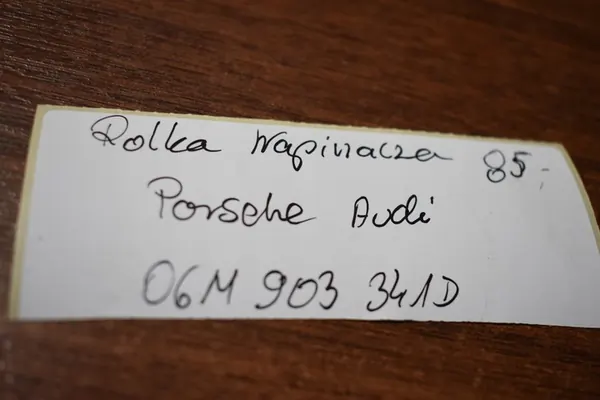 Rolka Napinacza 85,-
Porsche Audi
06M 903 341D